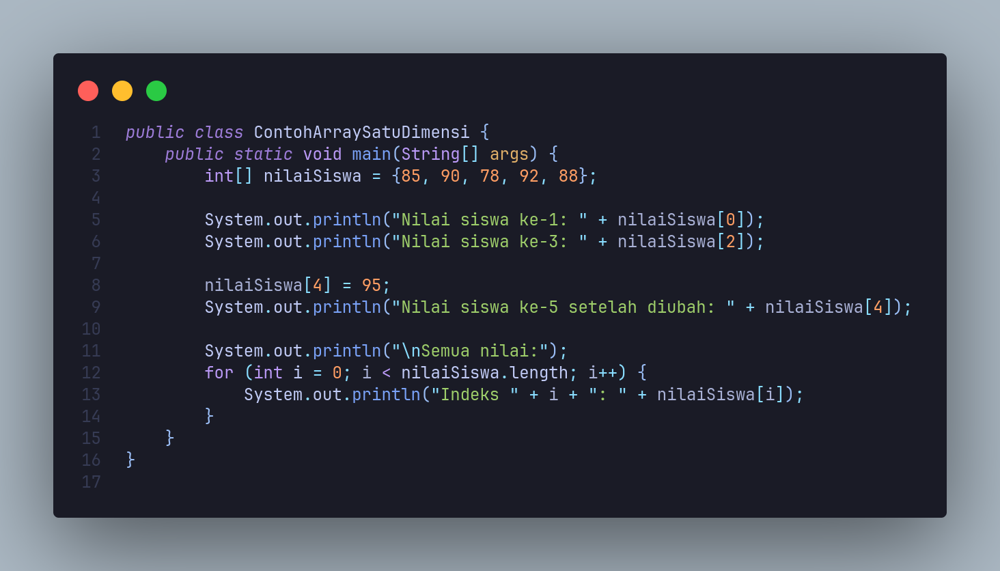 1 public class ContohArraySatuDimensi {
2     public static void main(String[] args) {
3         int[] nilaiSiswa = {85, 90, 78, 92, 88};
4
5         System.out.println("Nilai siswa ke-1: " + nilaiSiswa[0]);
6         System.out.println("Nilai siswa ke-3: " + nilaiSiswa[2]);
7
8         nilaiSiswa[4] = 95;
9         System.out.println("Nilai siswa ke-5 setelah diubah: " + nilaiSiswa[4]);
10
11         System.out.println("\nSemua nilai:");
12         for (int i = 0; i < nilaiSiswa.length; i++) {
13             System.out.println("Indeks " + i + ": " + nilaiSiswa[i]);
14         }
15     }
16 }
17